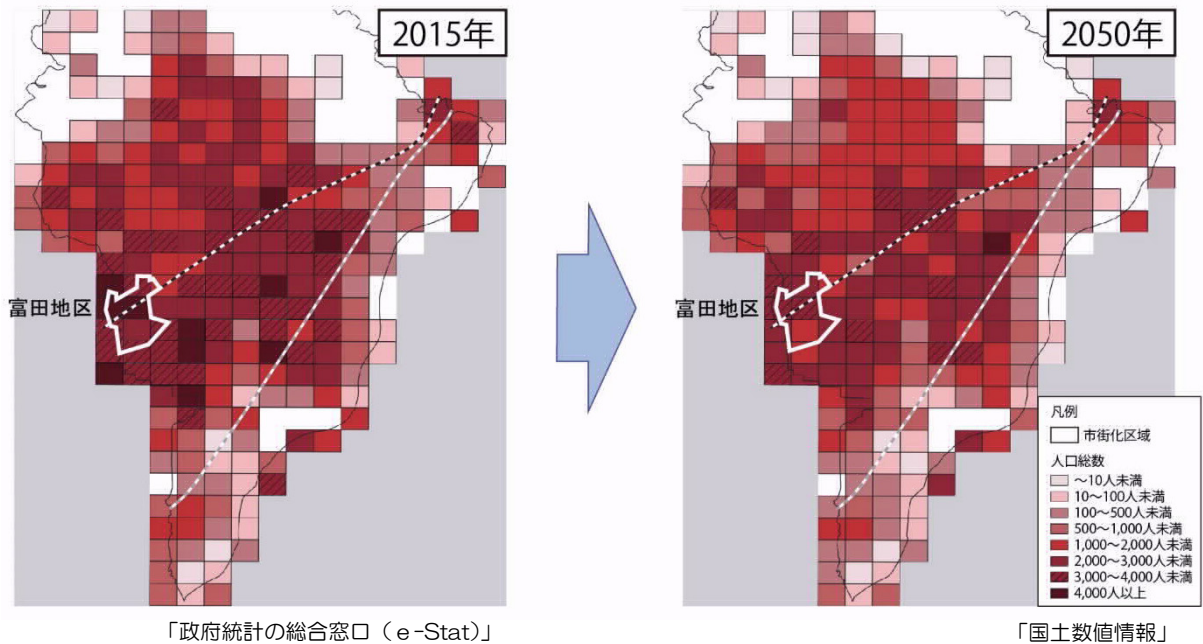 2015年
2050年
富田地区
富田地区
凡例
市街化区域
人口総数
～10人未満
10～100人未満
100～500人未満
500～1,000人未満
1,000～2,000人未満
2,000～3,000人未満
3,000～4,000人未満
4,000人以上
「政府統計の総合窓口（e-Stat）」
「国土数値情報」